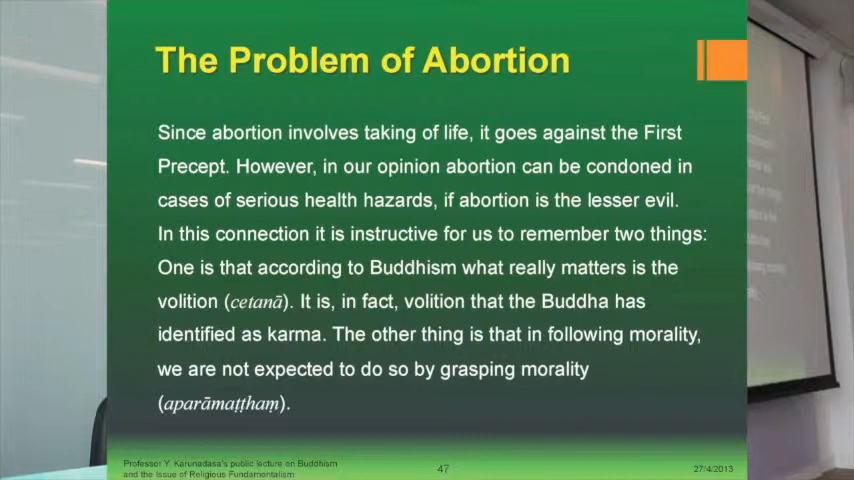 The Problem of Abortion
Since abortion involves taking of life, it goes against the First
Precept. However, in our opinion abortion can be condoned in
cases of serious health hazards, if abortion is the lesser evil.
In this connection it is instructive for us to remember two things:
One is that according to Buddhism what really matters is the
volition (cetanā). It is, in fact, volition that the Buddha has
identified as karma. The other thing is that in following morality,
we are not expected to do so by grasping morality
(aparāmaṭṭhaṃ).
Professor Y. Karunadasa's public lecture on Buddhism
and the Issue of Religious Fundamentalism
47
27/4/2013